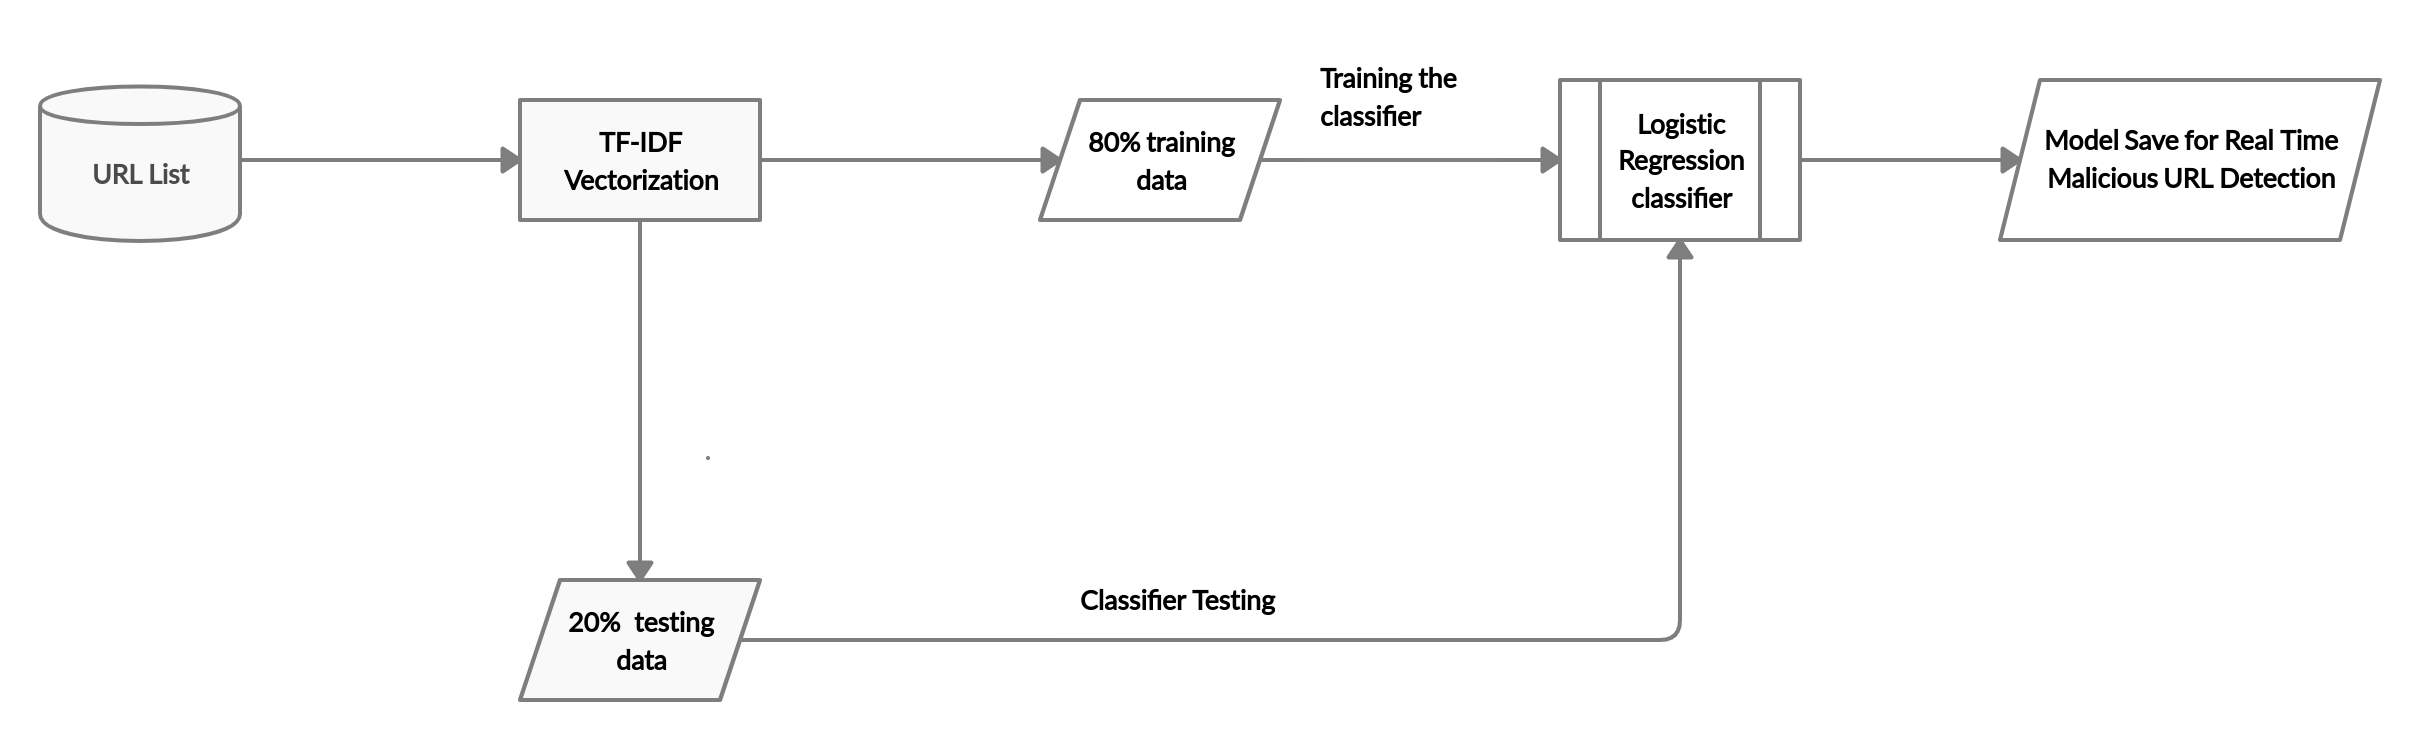 URL List
TF-IDF
Vectorization
80% training
data
Training the
classifier
Logistic
Regression
classifier
Model Save for Real Time
Malicious URL Detection
20% testing
data
Classifier Testing